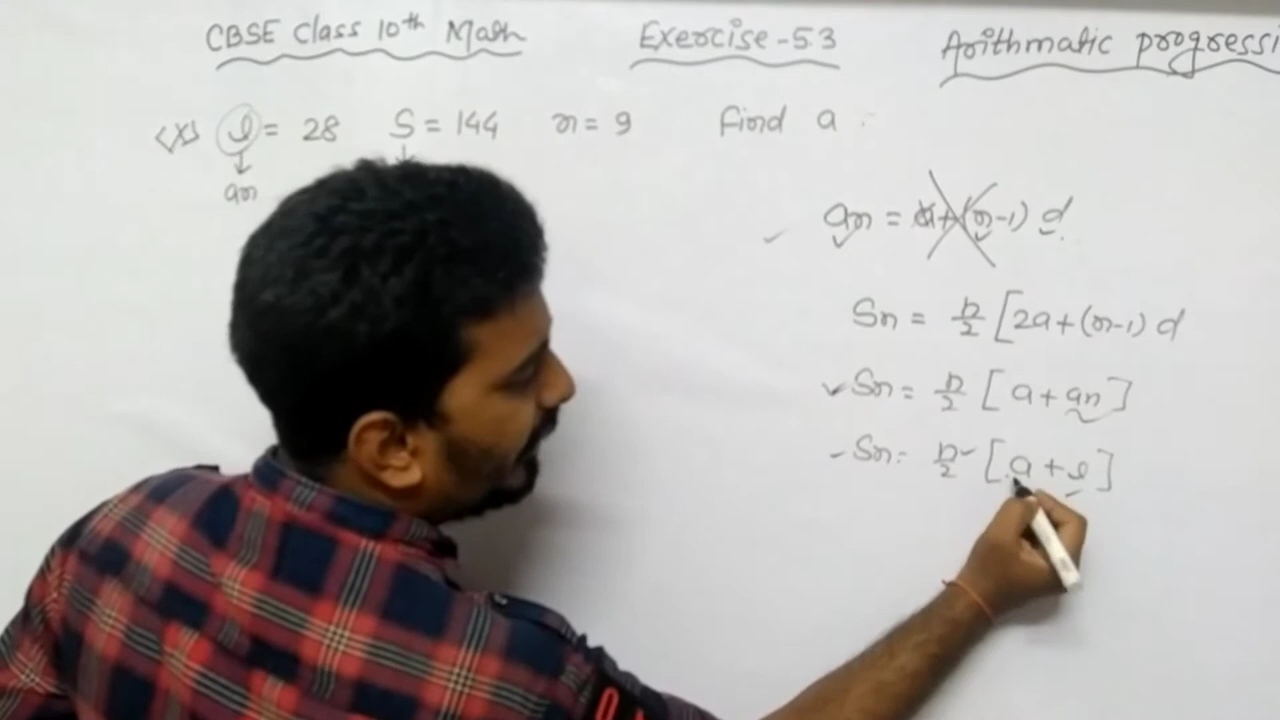 CBSE Class 10th Math Exercise-5.3 Arithmatic progressi
<x> l = 28 S = 144 n = 9 find a.
an
an = a+(n-1) d
Sn = n/2 [2a+(n-1) d
Sn = n/2 [a+an]
Sn = n/2 [a+l]